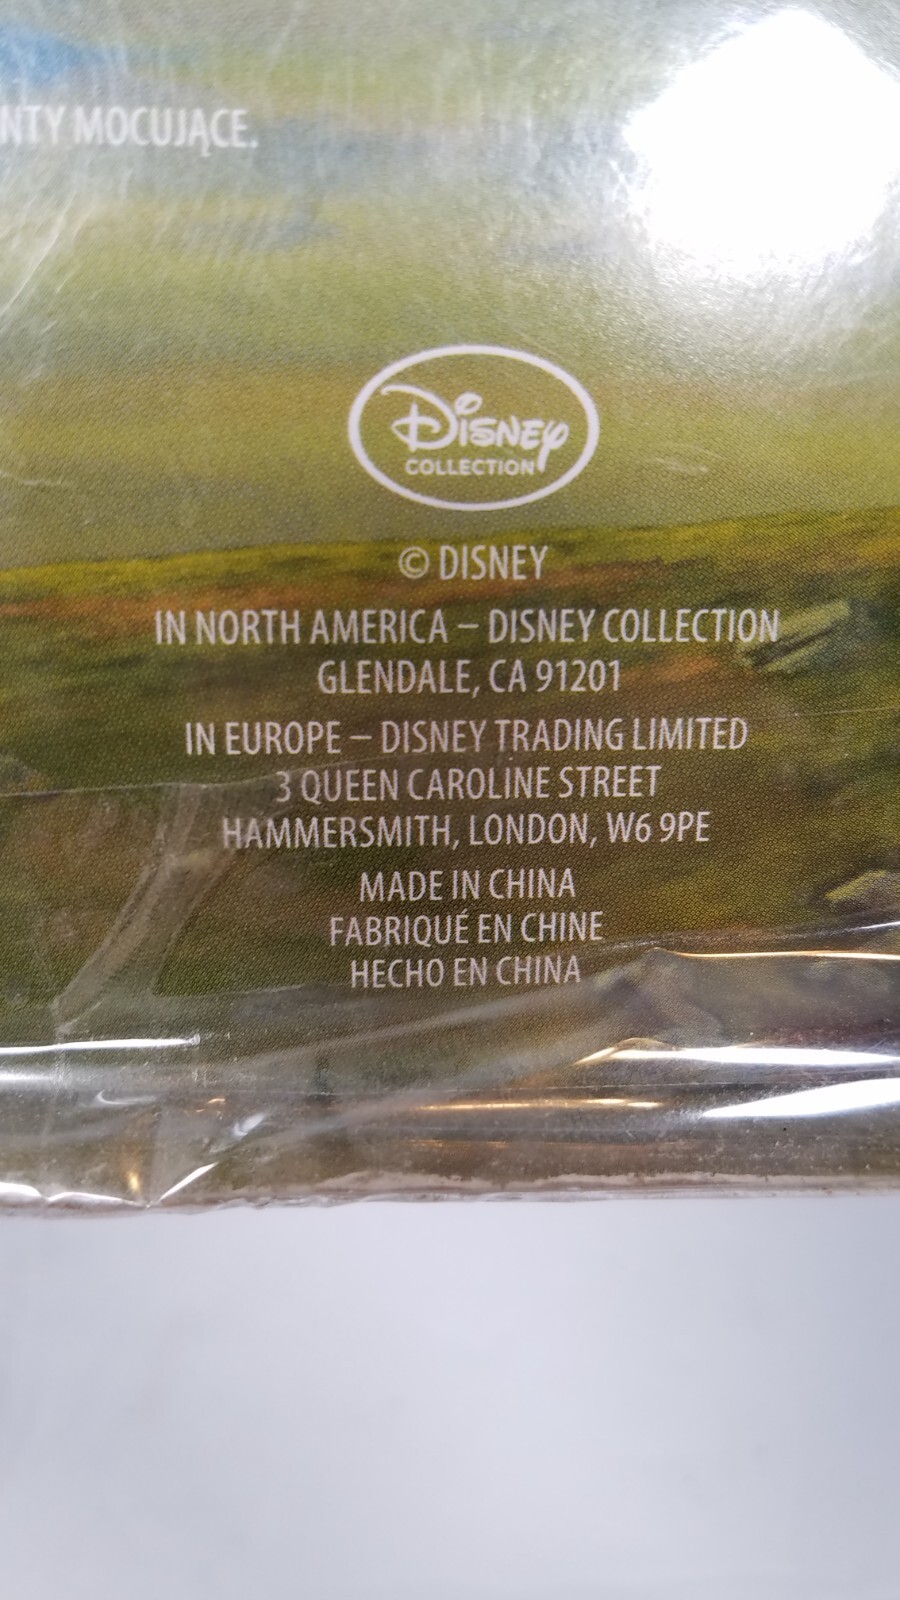 NTY MOCUJĄCE.
Disney
COLLECTION
© DISNEY
IN NORTH AMERICA – DISNEY COLLECTION
GLENDALE, CA 91201
IN EUROPE – DISNEY TRADING LIMITED
3 QUEEN CAROLINE STREET
HAMMERSMITH, LONDON, W6 9PE
MADE IN CHINA
FABRIQUÉ EN CHINE
HECHO EN CHINA